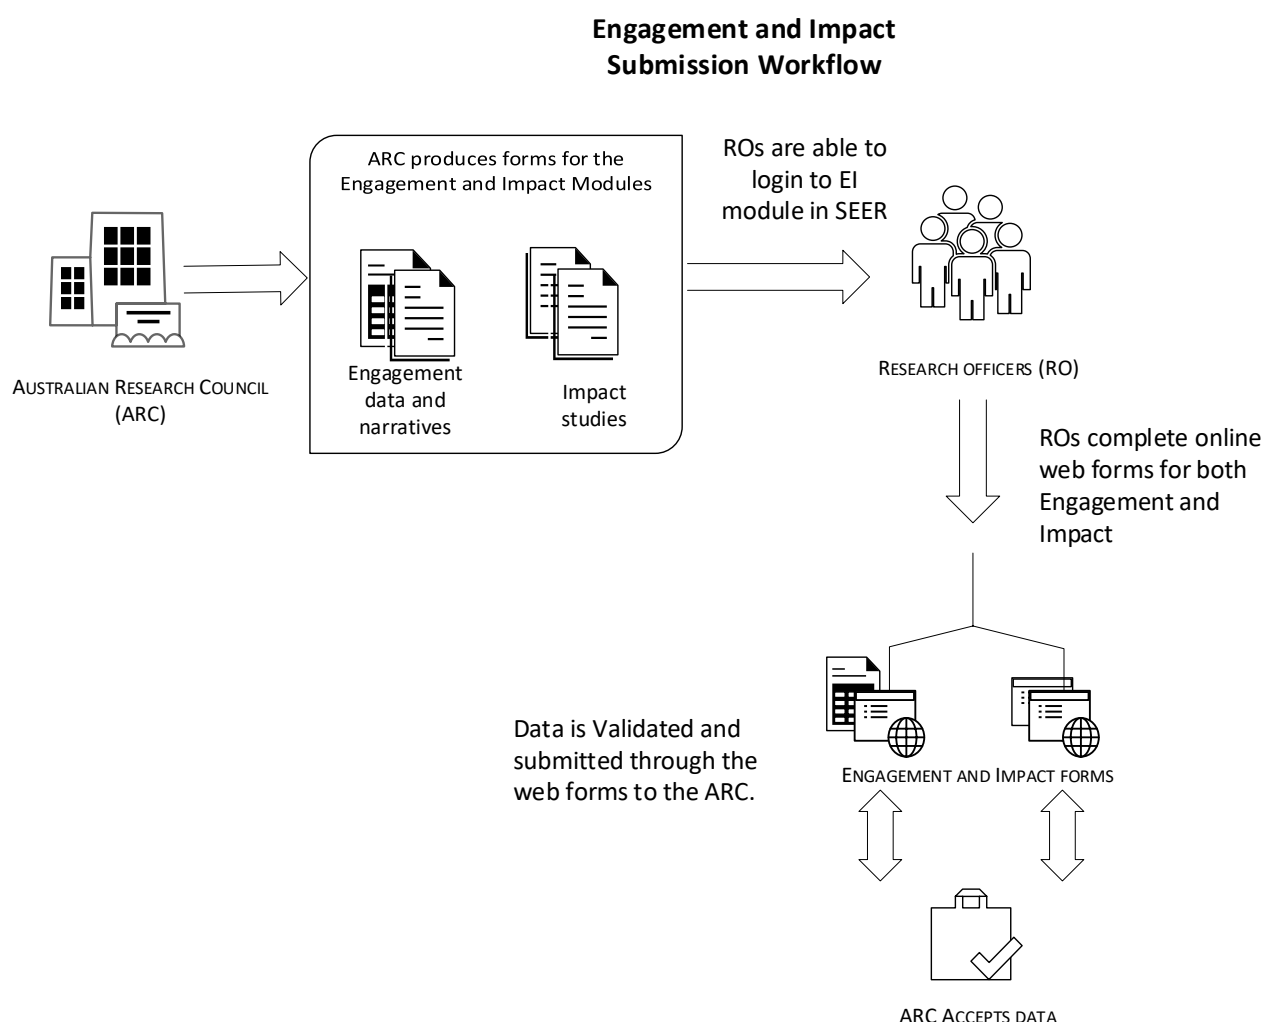 Engagement and Impact
Submission Workflow
ARC produces forms for the
Engagement and Impact Modules
ROs are able to
login to EI
module in SEER
Engagement
data and
narratives
Impact
studies
AUSTRALIAN RESEARCH COUNCIL
(ARC)
RESEARCH OFFICERS (RO)
ROs complete online
web forms for both
Engagement and
Impact
Data is Validated and
submitted through the
web forms to the ARC.
ENGAGEMENT AND IMPACT FORMS
ARC ACCEPTS DATA